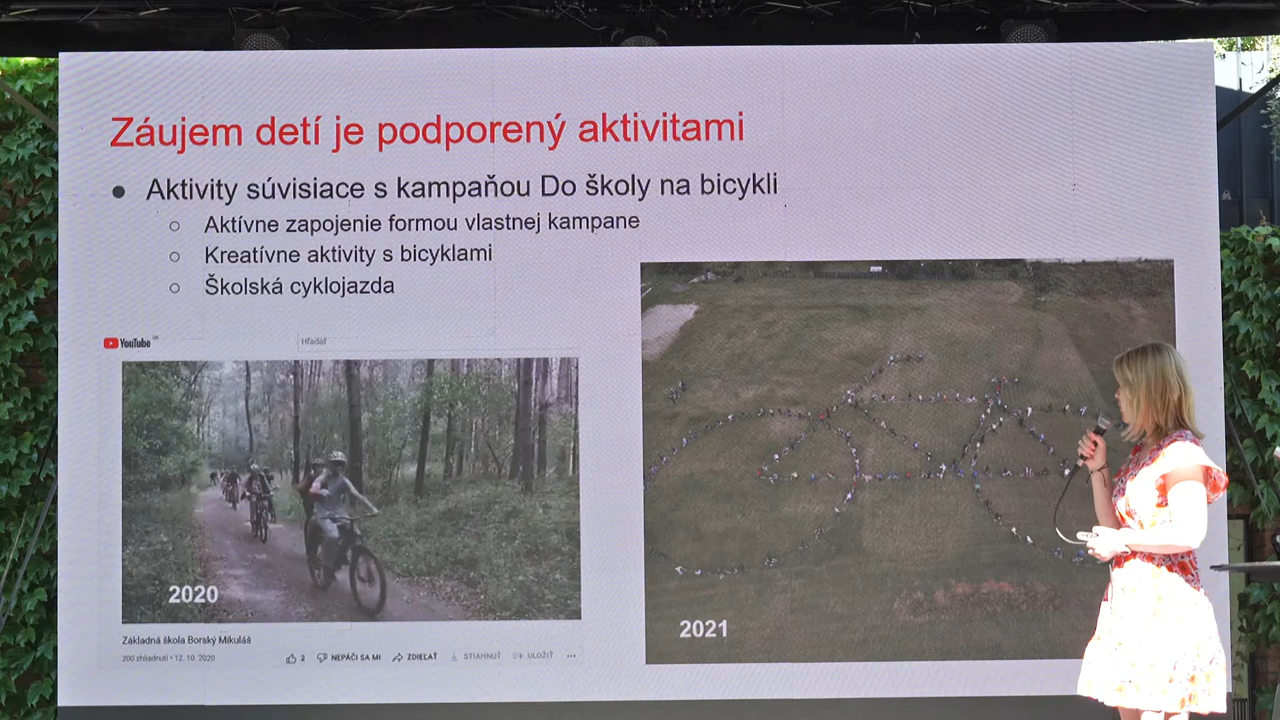 Záujem detí je podporený aktivitami
● Aktivity súvisiace s kampaňou Do školy na bicykli
○ Aktívne zapojenie formou vlastnej kampane
○ Kreatívne aktivity s bicyklami
○ Školská cyklojazda
YouTube SK
Hľadať
2020
2021
Základná škola Borský Mikuláš
200 zhliadnutí • 12. 10. 2020
2 NEPÁČI SA MI ZDIEĽAŤ STIAHNUŤ ULOŽIŤ ...